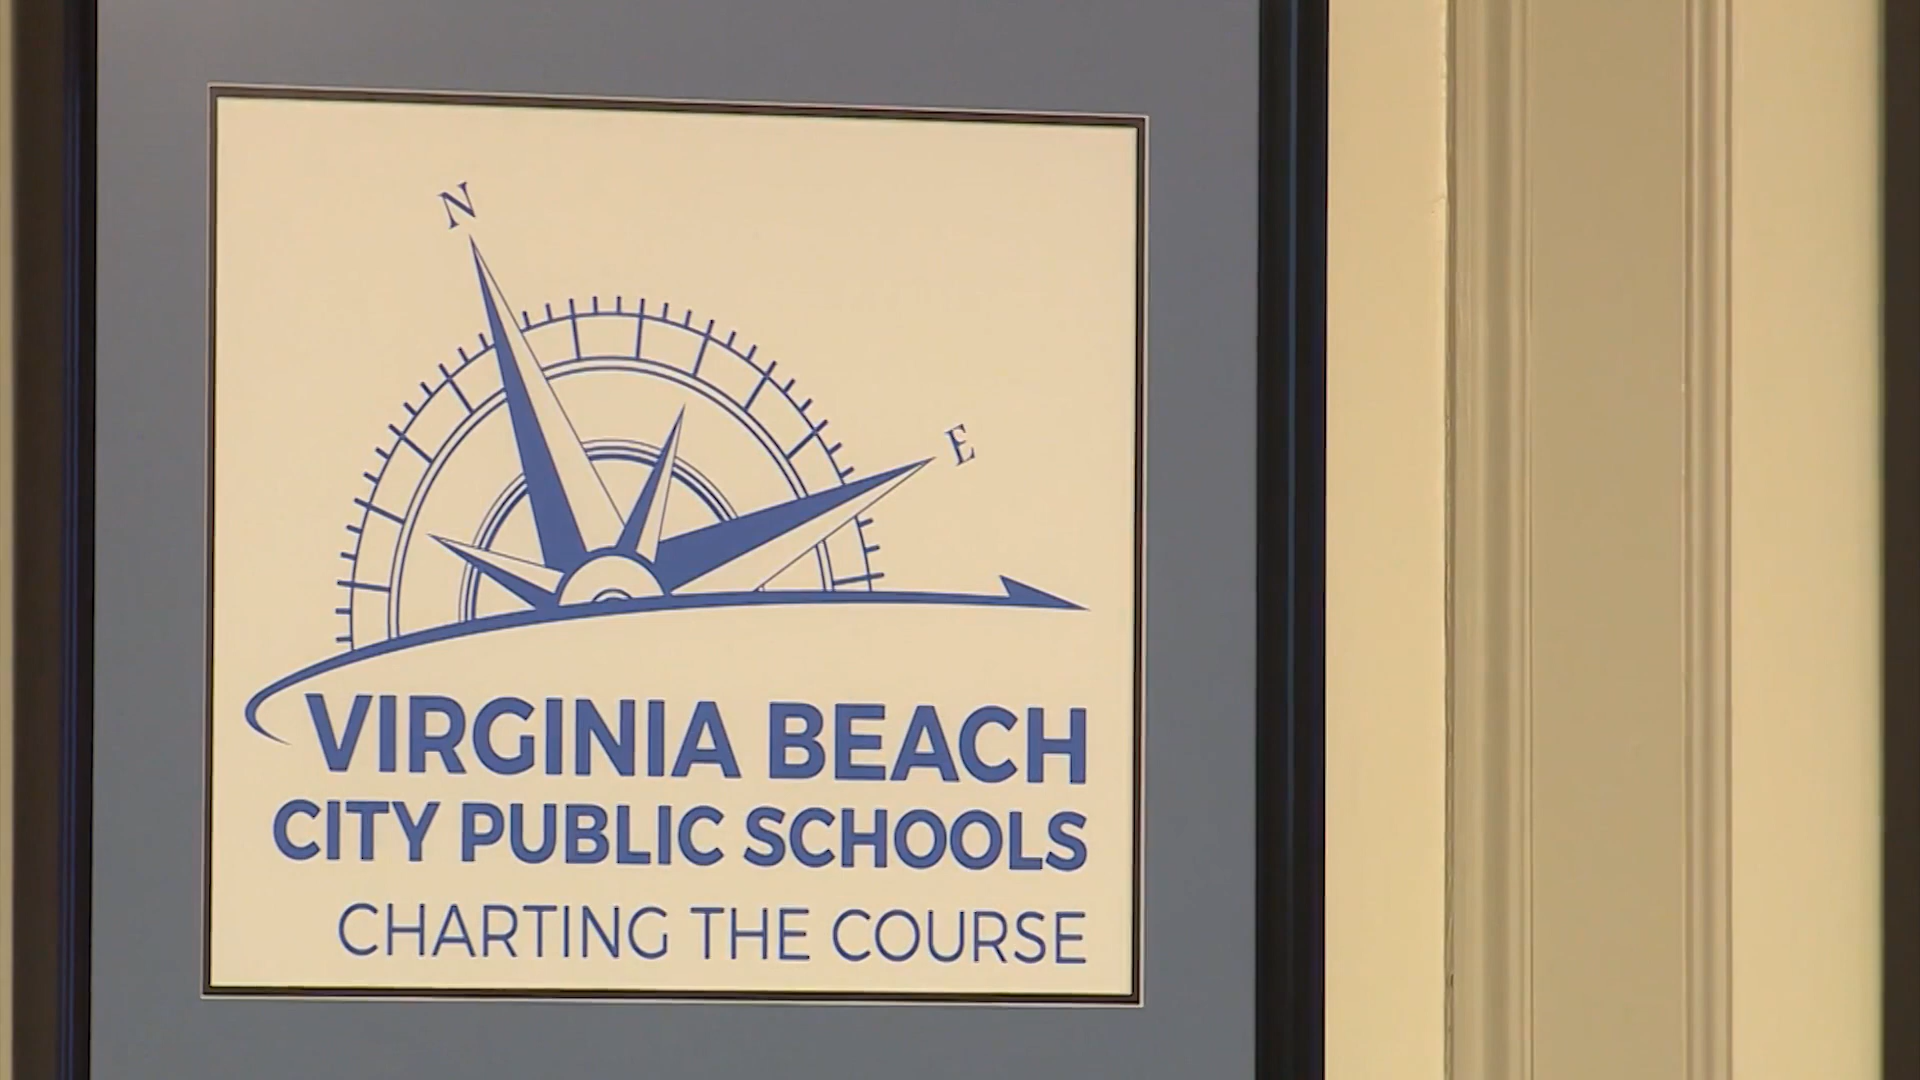 N
E
VIRGINIA BEACH
CITY PUBLIC SCHOOLS
CHARTING THE COURSE